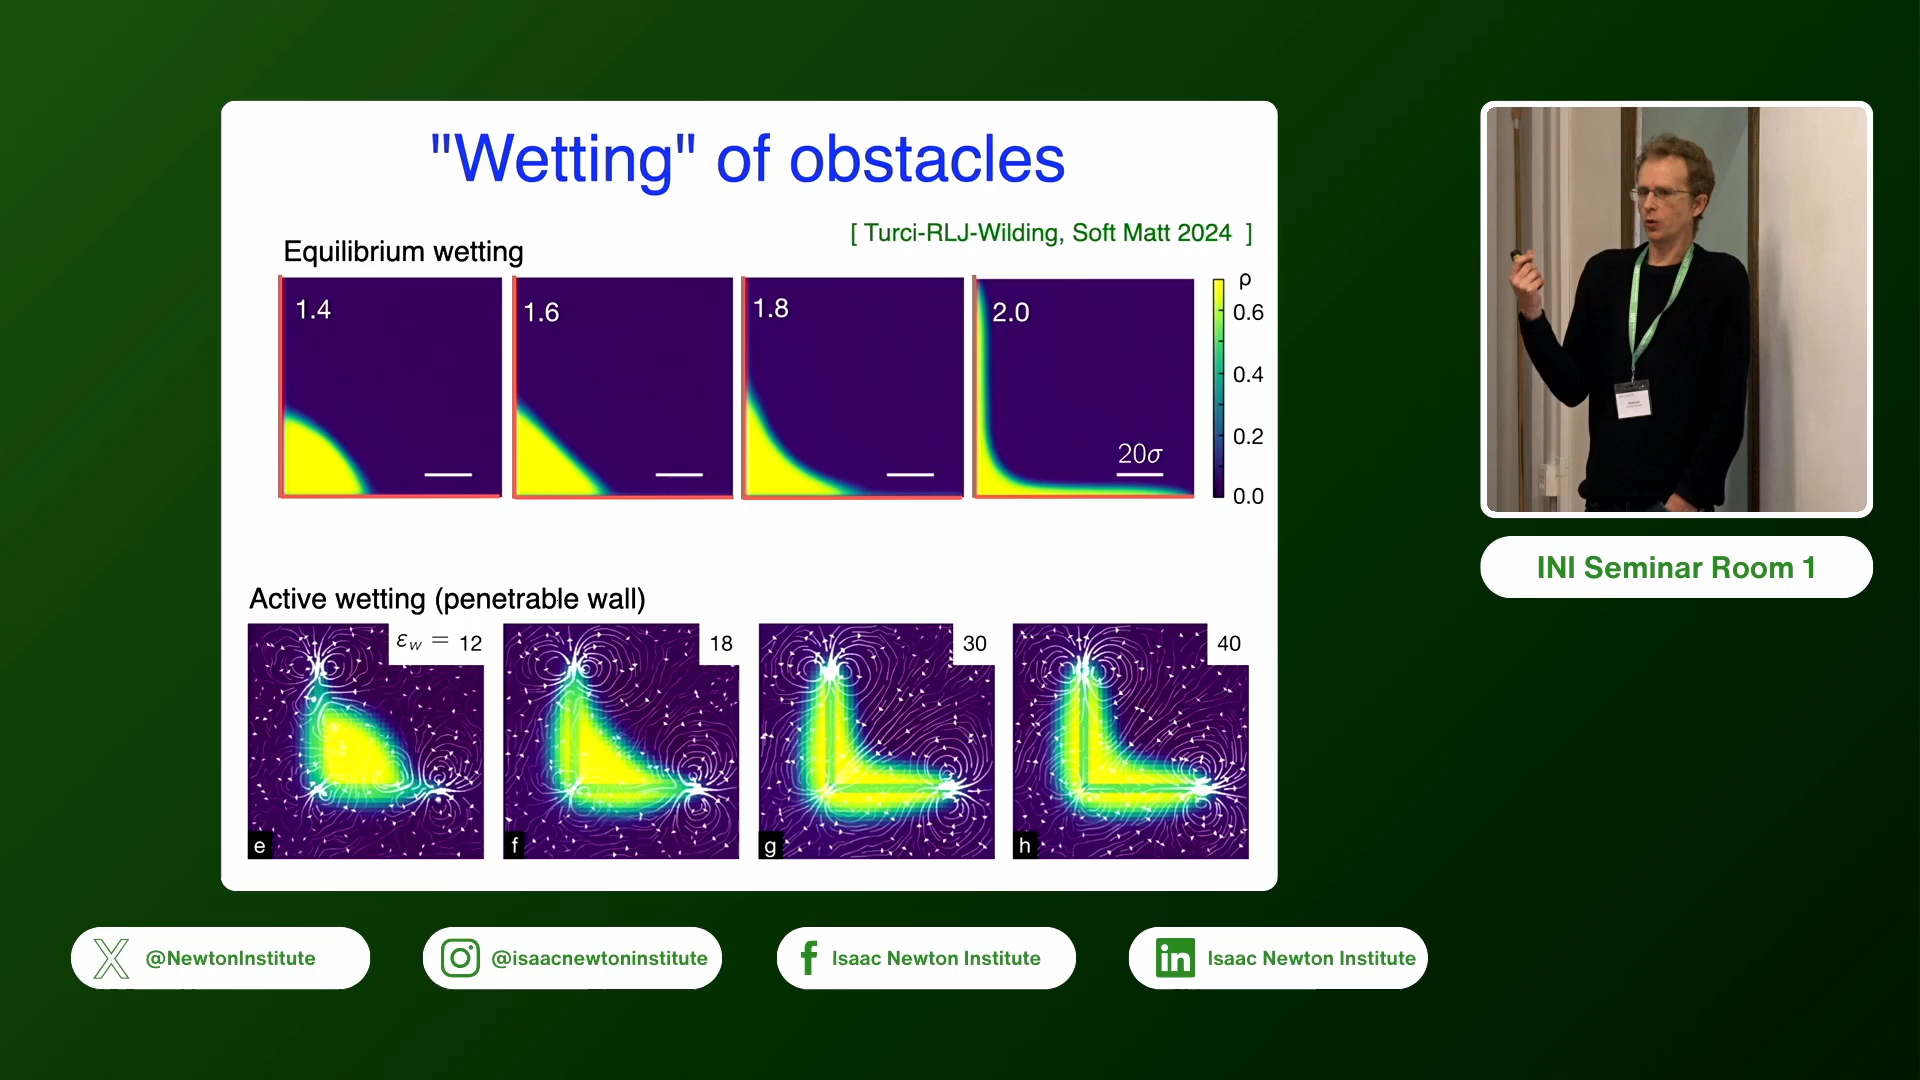 "Wetting" of obstacles
[ Turci-RLJ-Wilding, Soft Matt 2024 ]
Equilibrium wetting
1.4
1.6
1.8
2.0
20σ
ρ
0.6
0.4
0.2
0.0
Active wetting (penetrable wall)
εw = 12
18
30
40
e
f
g
h
INI Seminar Room 1
@NewtonInstitute
@isaacnewtoninstitute
Isaac Newton Institute
Isaac Newton Institute